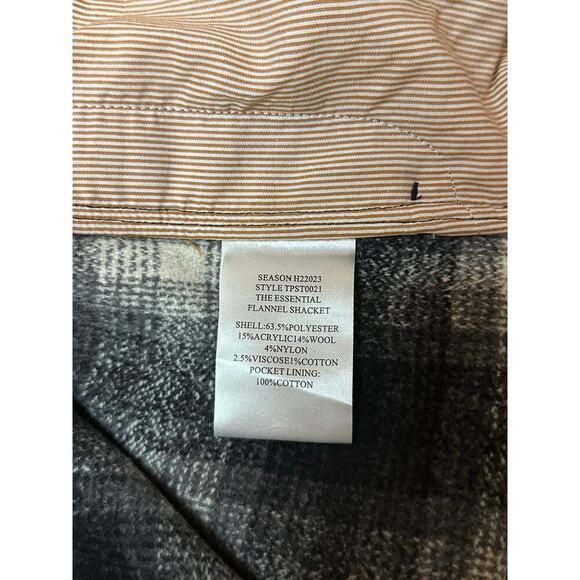 SEASON H22023
STYLE TPST0021
THE ESSENTIAL
FLANNEL SHACKET
SHELL:63.5%POLYESTER
15%ACRYLIC14%WOOL
4%NYLON
2.5%VISCOSE1%COTTON
POCKET LINING:
100%COTTON